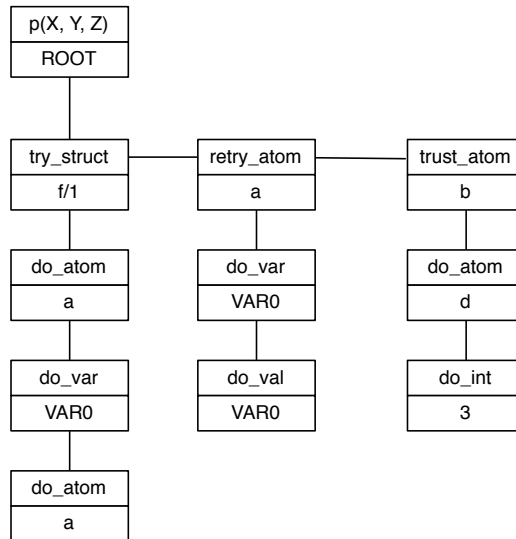 p(X, Y, Z)
ROOT
try_struct
f/1
retry_atom
a
trust_atom
b
do_atom
a
do_var
VAR0
do_atom
d
do_var
VAR0
do_val
VAR0
do_int
3
do_atom
a